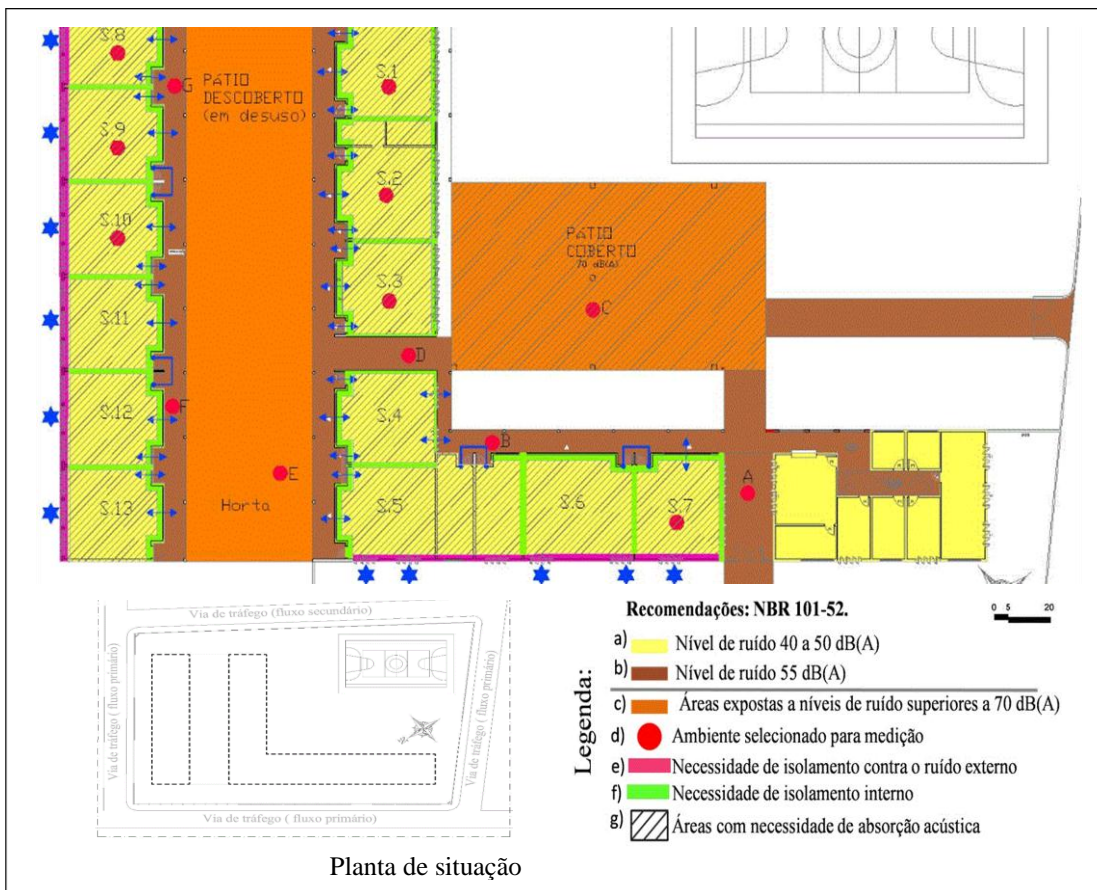 S.8
G
PÁTIO
DESCOBERTO
(em desuso)
S.1
S.9
S.2
S.10
PÁTIO
COBERTO
70 dB(A)
S.3
C
S.11
D
S.12
F
S.4
B
E
A
S.13
Horta
S.5
S.6
S.7
Via de tráfego (fluxo secundário)
Via de tráfego ( fluxo primário)
Via de tráfego ( fluxo primário)
Via de tráfego ( fluxo primário)
Planta de situação
Recomendações: NBR 101-52.
0 5 20
Legenda:
a) Nível de ruído 40 a 50 dB(A)
b) Nível de ruído 55 dB(A)
c) Áreas expostas a níveis de ruído superiores a 70 dB(A)
d) Ambiente selecionado para medição
e) Necessidade de isolamento contra o ruído externo
f) Necessidade de isolamento interno
g) Áreas com necessidade de absorção acústica